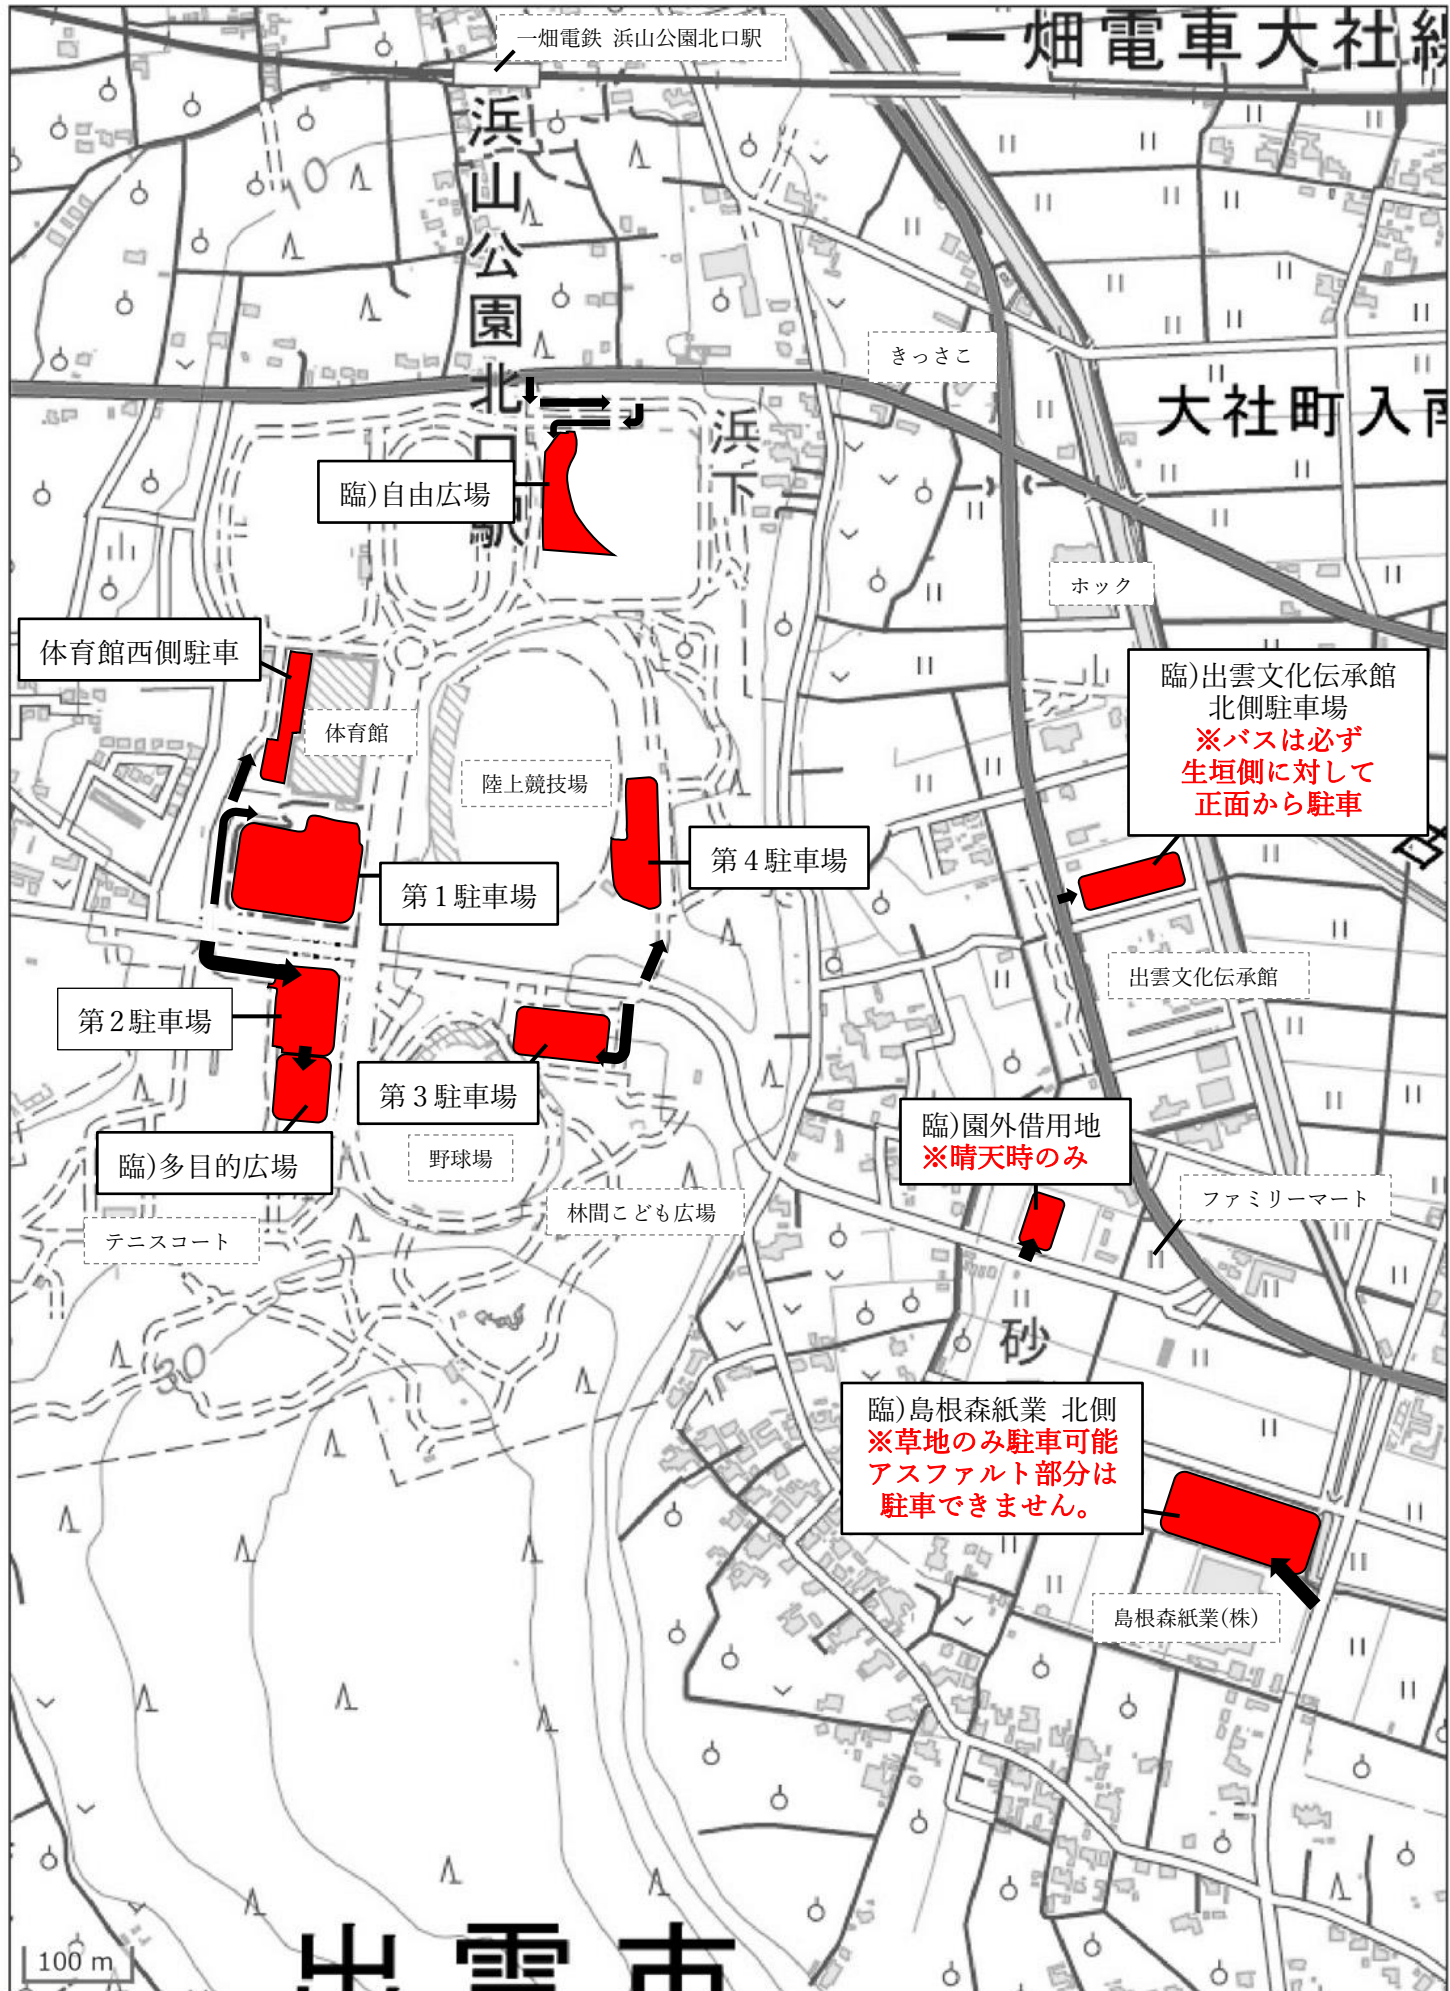 一畑電鉄 浜山公園北口駅
一畑電車大社線
浜山公園北口駅
きっさこ
大社町入南
浜下
臨)自由広場
ホック
体育館西側駐車
臨)出雲文化伝承館
北側駐車場
※バスは必ず
生垣側に対して
正面から駐車
体育館
陸上競技場
第4駐車場
第1駐車場
出雲文化伝承館
第2駐車場
第3駐車場
臨)園外借用地
※晴天時のみ
臨)多目的広場
野球場
ファミリーマート
林間こども広場
テニスコート
砂
30
臨)島根森紙業 北側
※草地のみ駐車可能
アスファルト部分は
駐車できません。
島根森紙業(株)
出雲市
100 m